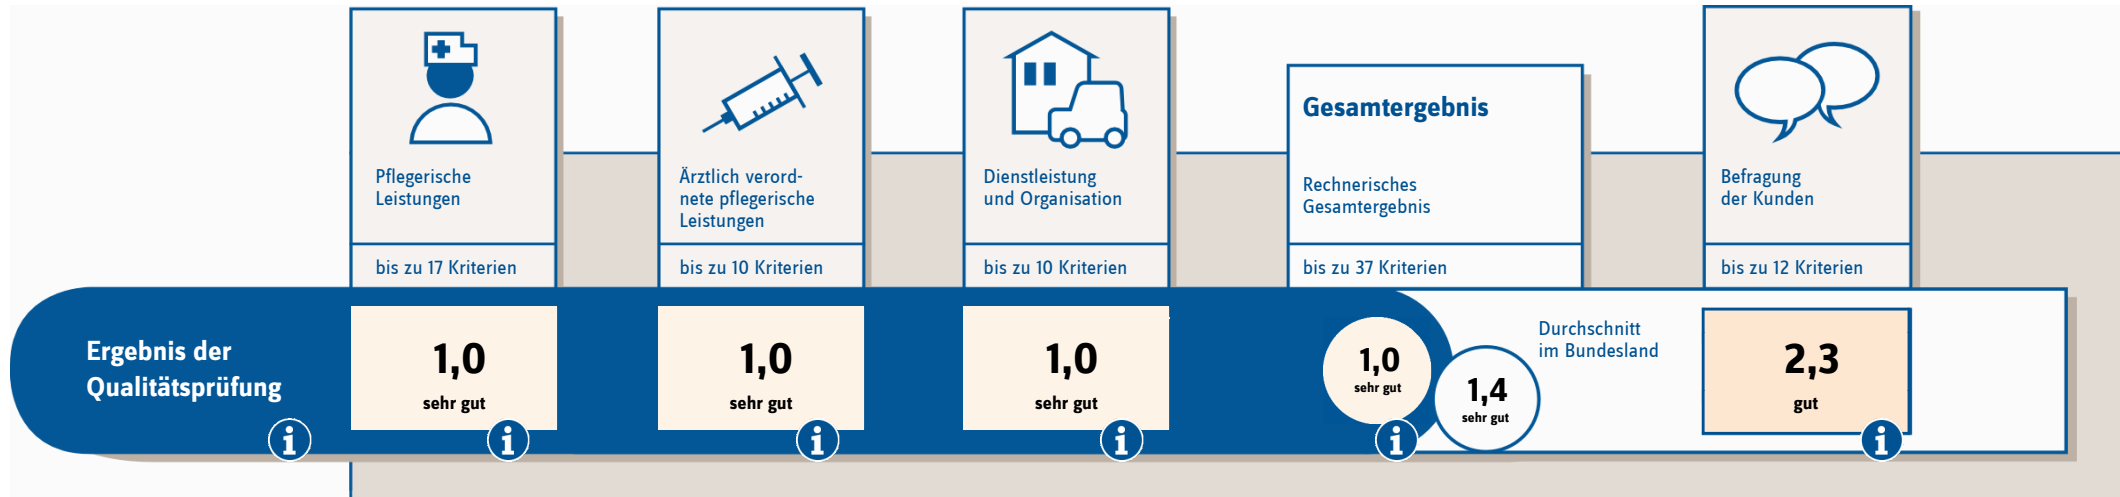 Pflegerische
Leistungen
bis zu 17 Kriterien
Ärztlich verord-
nete pflegerische
Leistungen
bis zu 10 Kriterien
Dienstleistung
und Organisation
bis zu 10 Kriterien
Gesamtergebnis
Rechnerisches
Gesamtergebnis
bis zu 37 Kriterien
Befragung
der Kunden
bis zu 12 Kriterien
Ergebnis der
Qualitätsprüfung
i
1,0
sehr gut
i
1,0
sehr gut
i
1,0
sehr gut
i
1,0
sehr gut
i
1,4
sehr gut
Durchschnitt
im Bundesland
2,3
gut
i